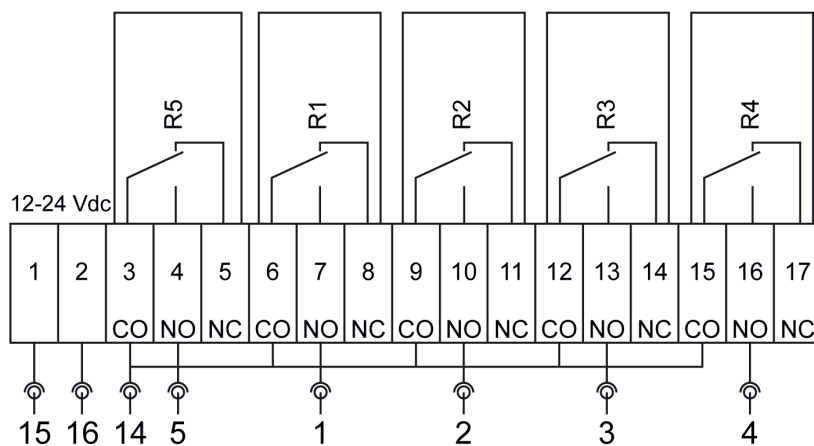 R5 R1 R2 R3 R4
12-24 Vdc
1 2 3 4 5 6 7 8 9 10 11 12 13 14 15 16 17
CO NO NC CO NO NC CO NO NC CO NO NC CO NO NC
15 16 14 5 1 2 3 4